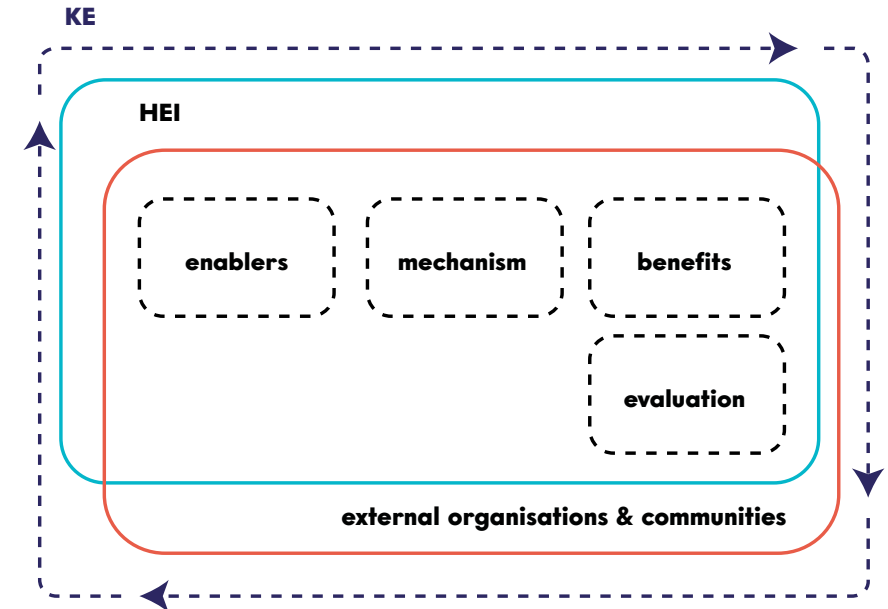 KE
HEI
enablers
mechanism
benefits
evaluation
external organisations & communities